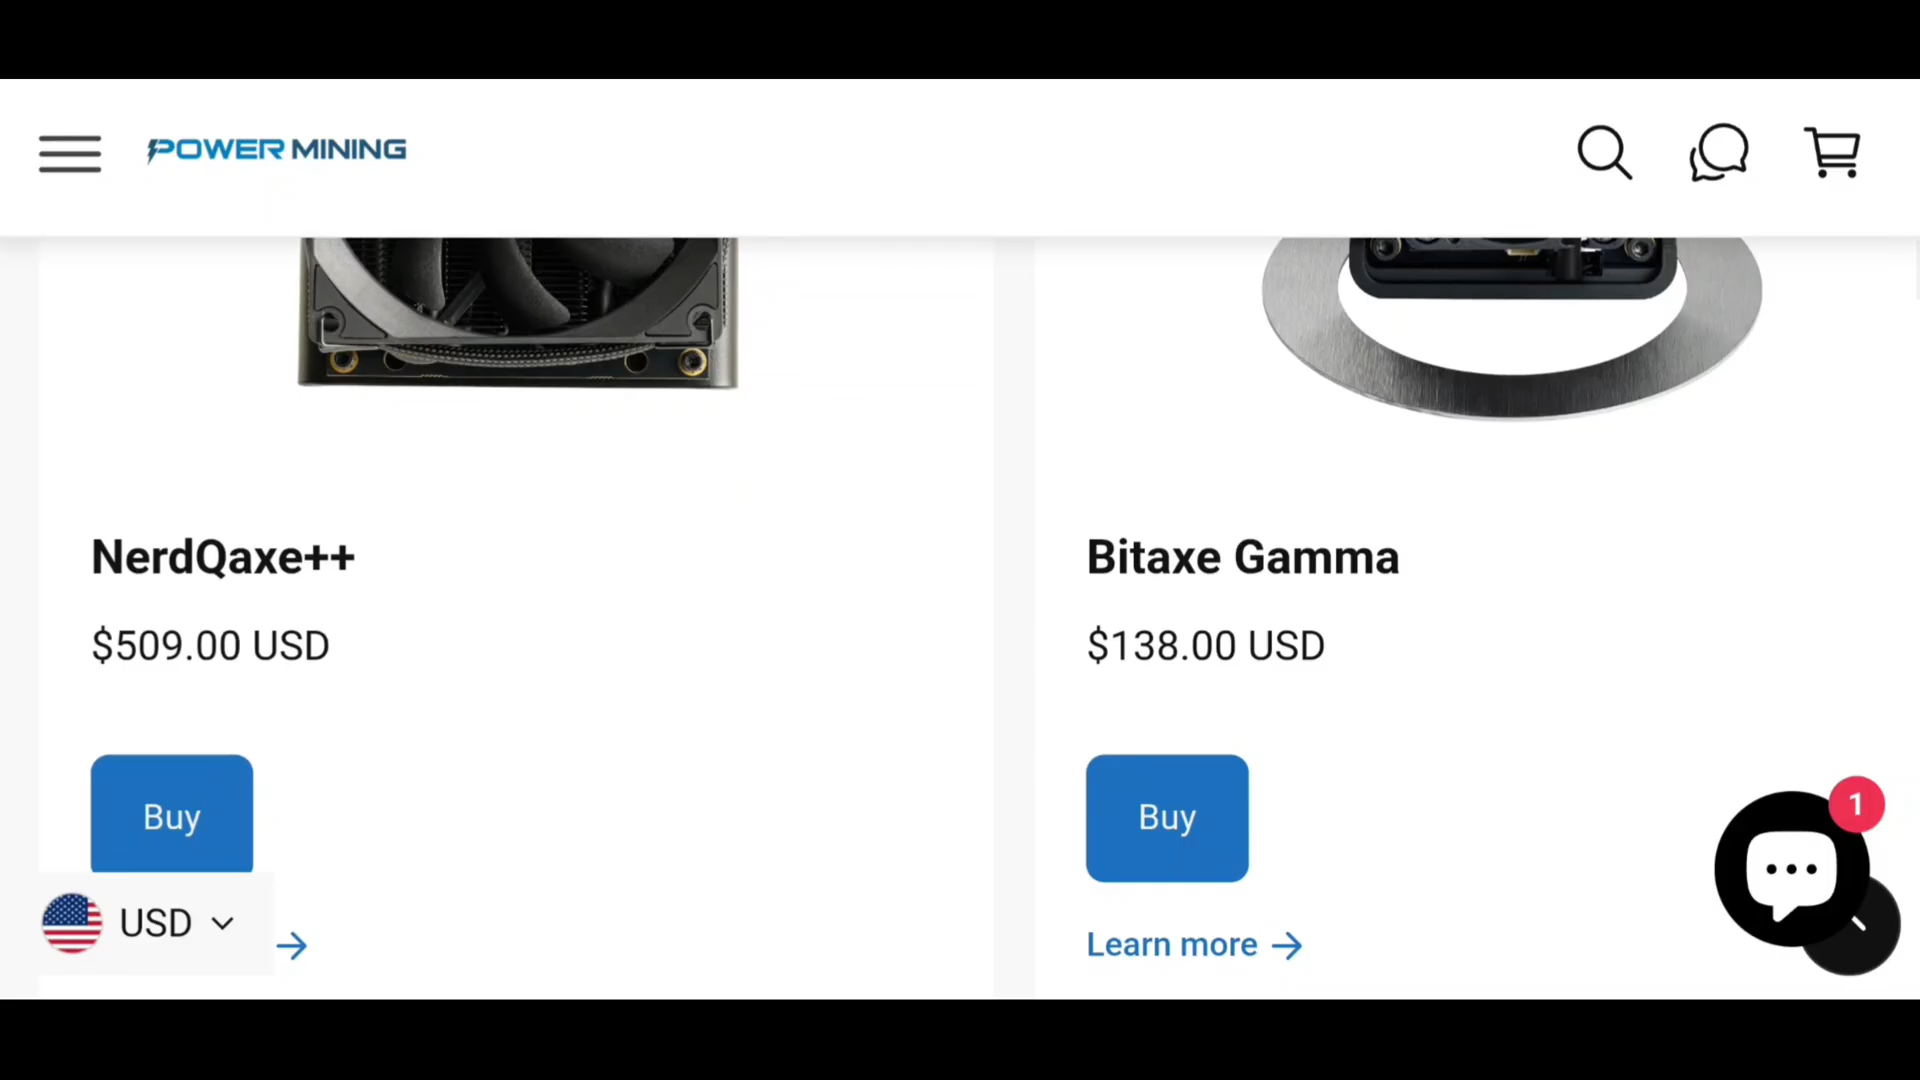 POWER MINING
NerdQaxe++
$509.00 USD
Buy
Bitaxe Gamma
$138.00 USD
Buy
Learn more
USD
1